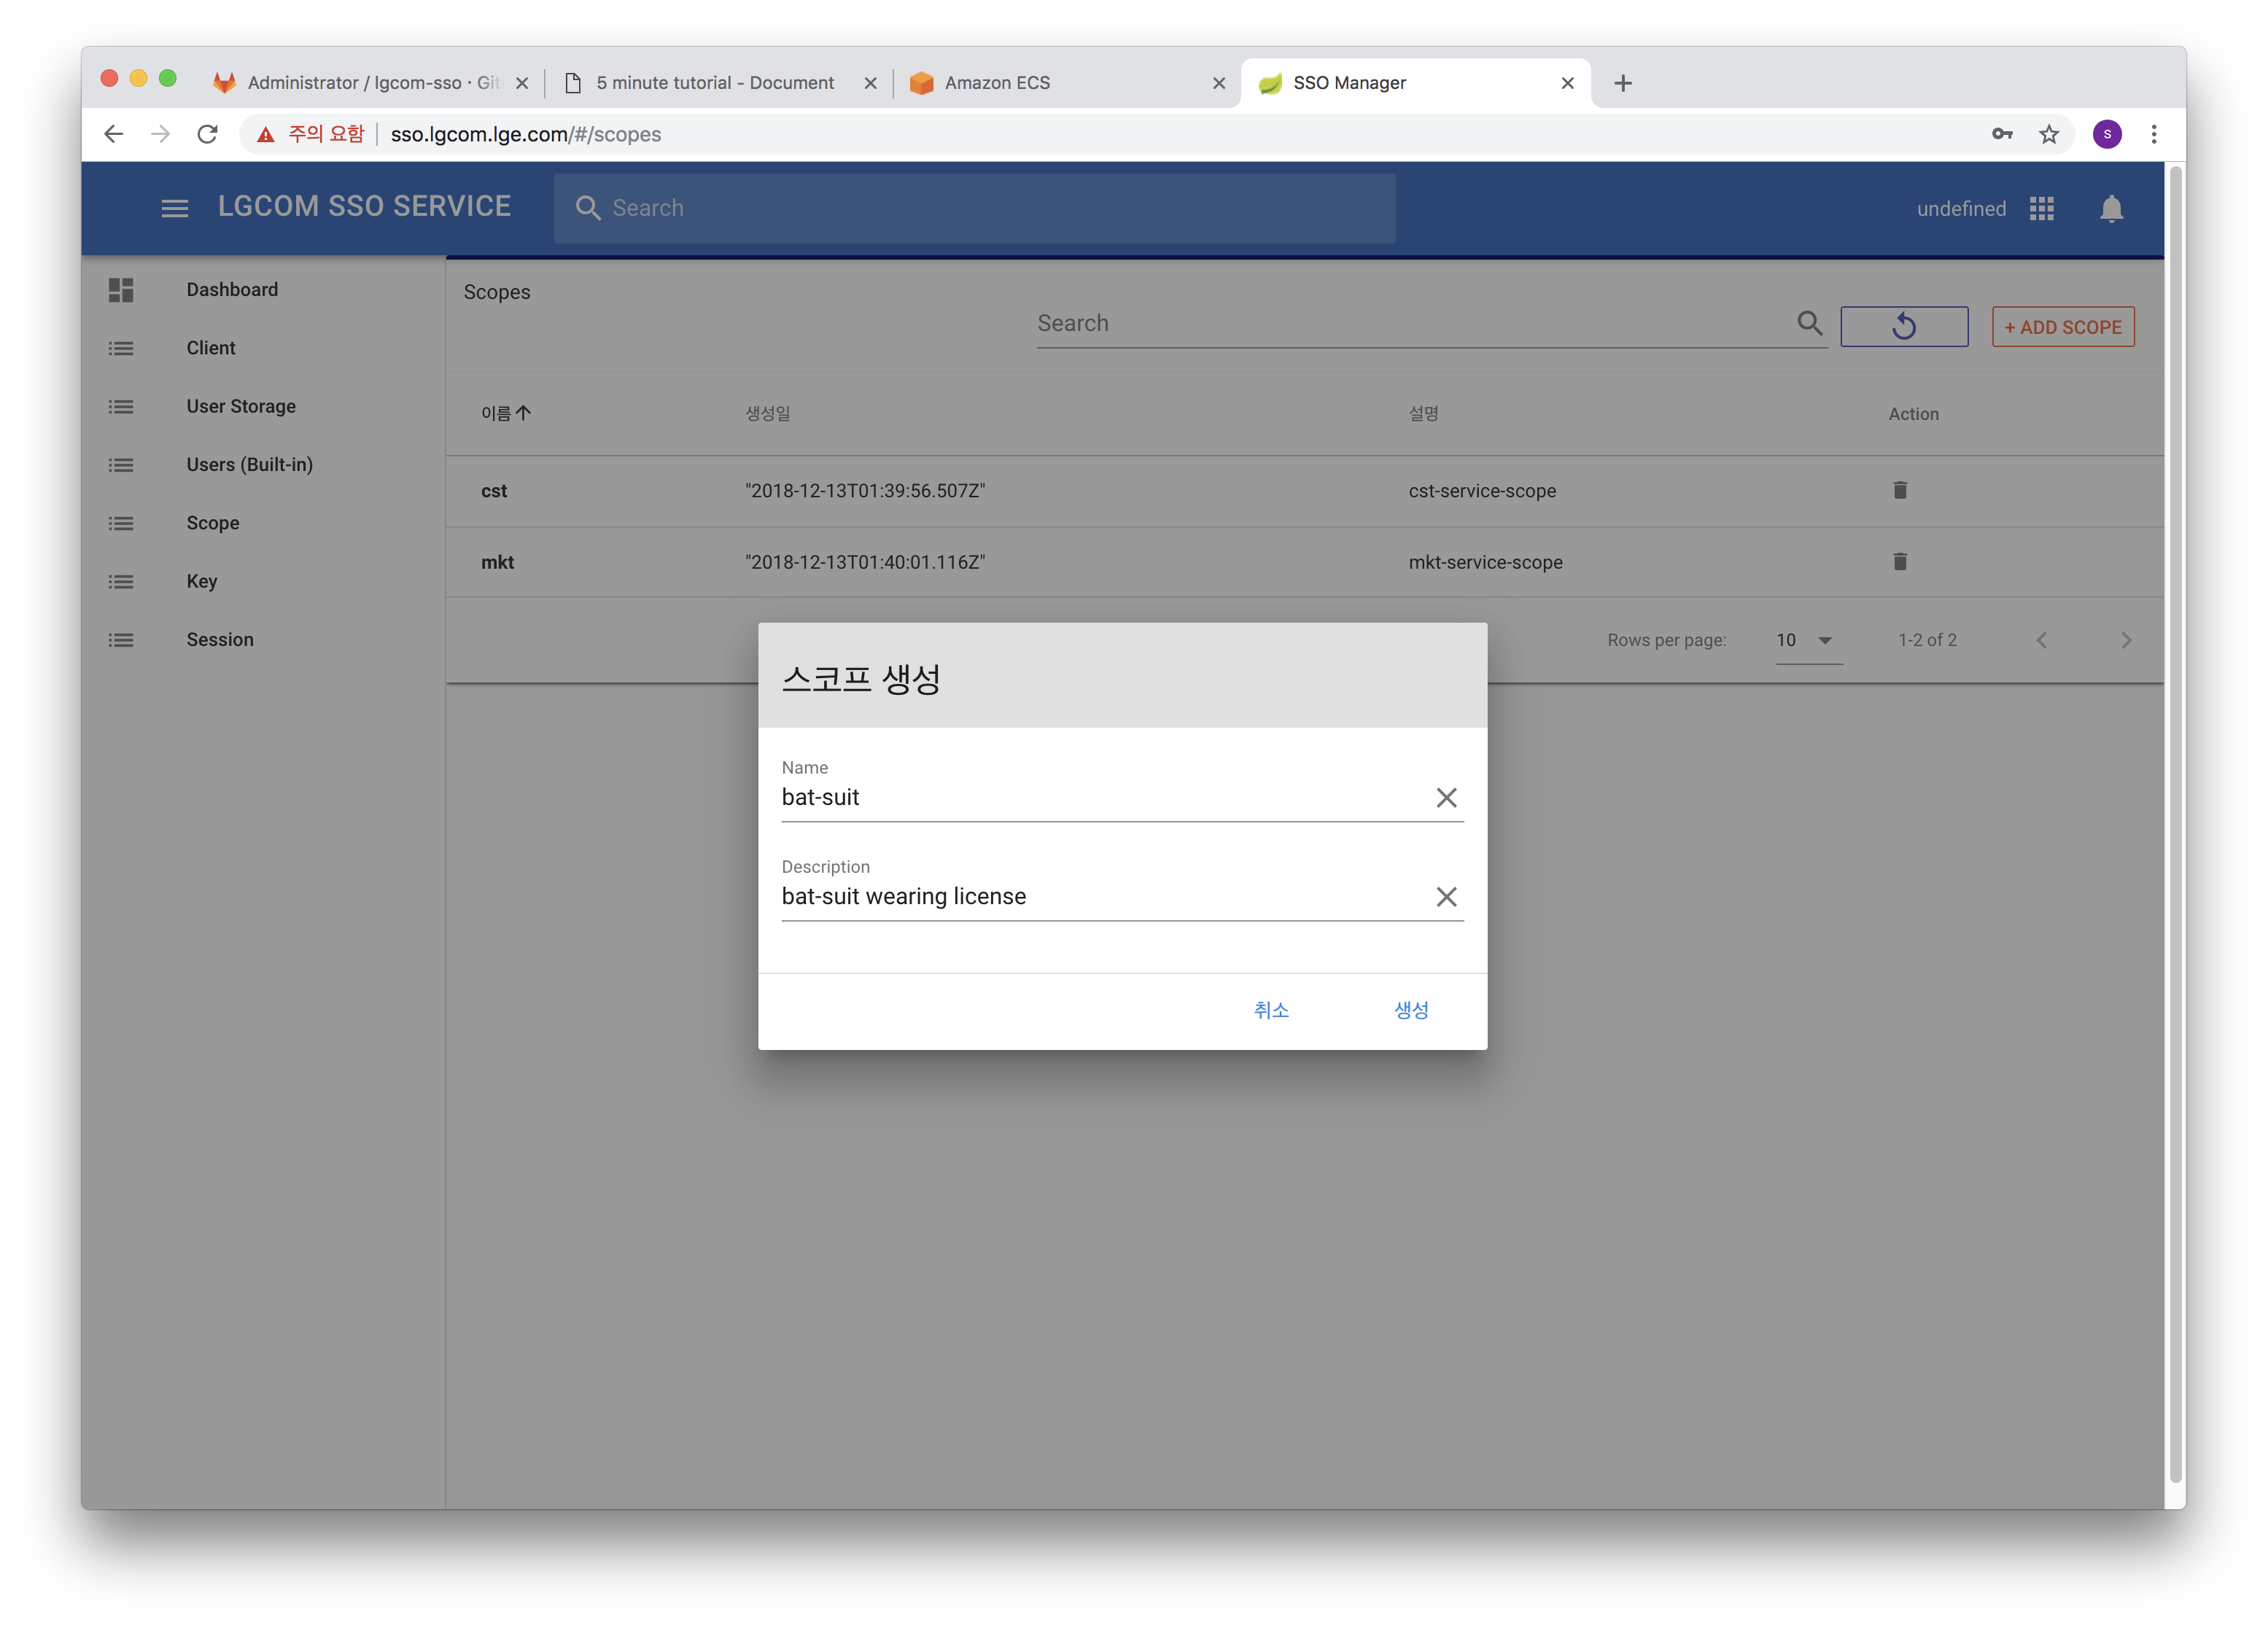 Administrator / lgcom-sso · Git
5 minute tutorial - Document
Amazon ECS
SSO Manager
주의 요함
sso.lgcom.lge.com/#/scopes
S
LGCOM SSO SERVICE
Search
undefined
Dashboard
Client
User Storage
Users (Built-in)
Scope
Key
Session
Scopes
Search
+ ADD SCOPE
이름 생성일 설명 Action
cst "2018-12-13T01:39:56.507Z" cst-service-scope
mkt "2018-12-13T01:40:01.116Z" mkt-service-scope
Rows per page: 10 1-2 of 2
스코프 생성
Name
bat-suit
Description
bat-suit wearing license
취소 생성